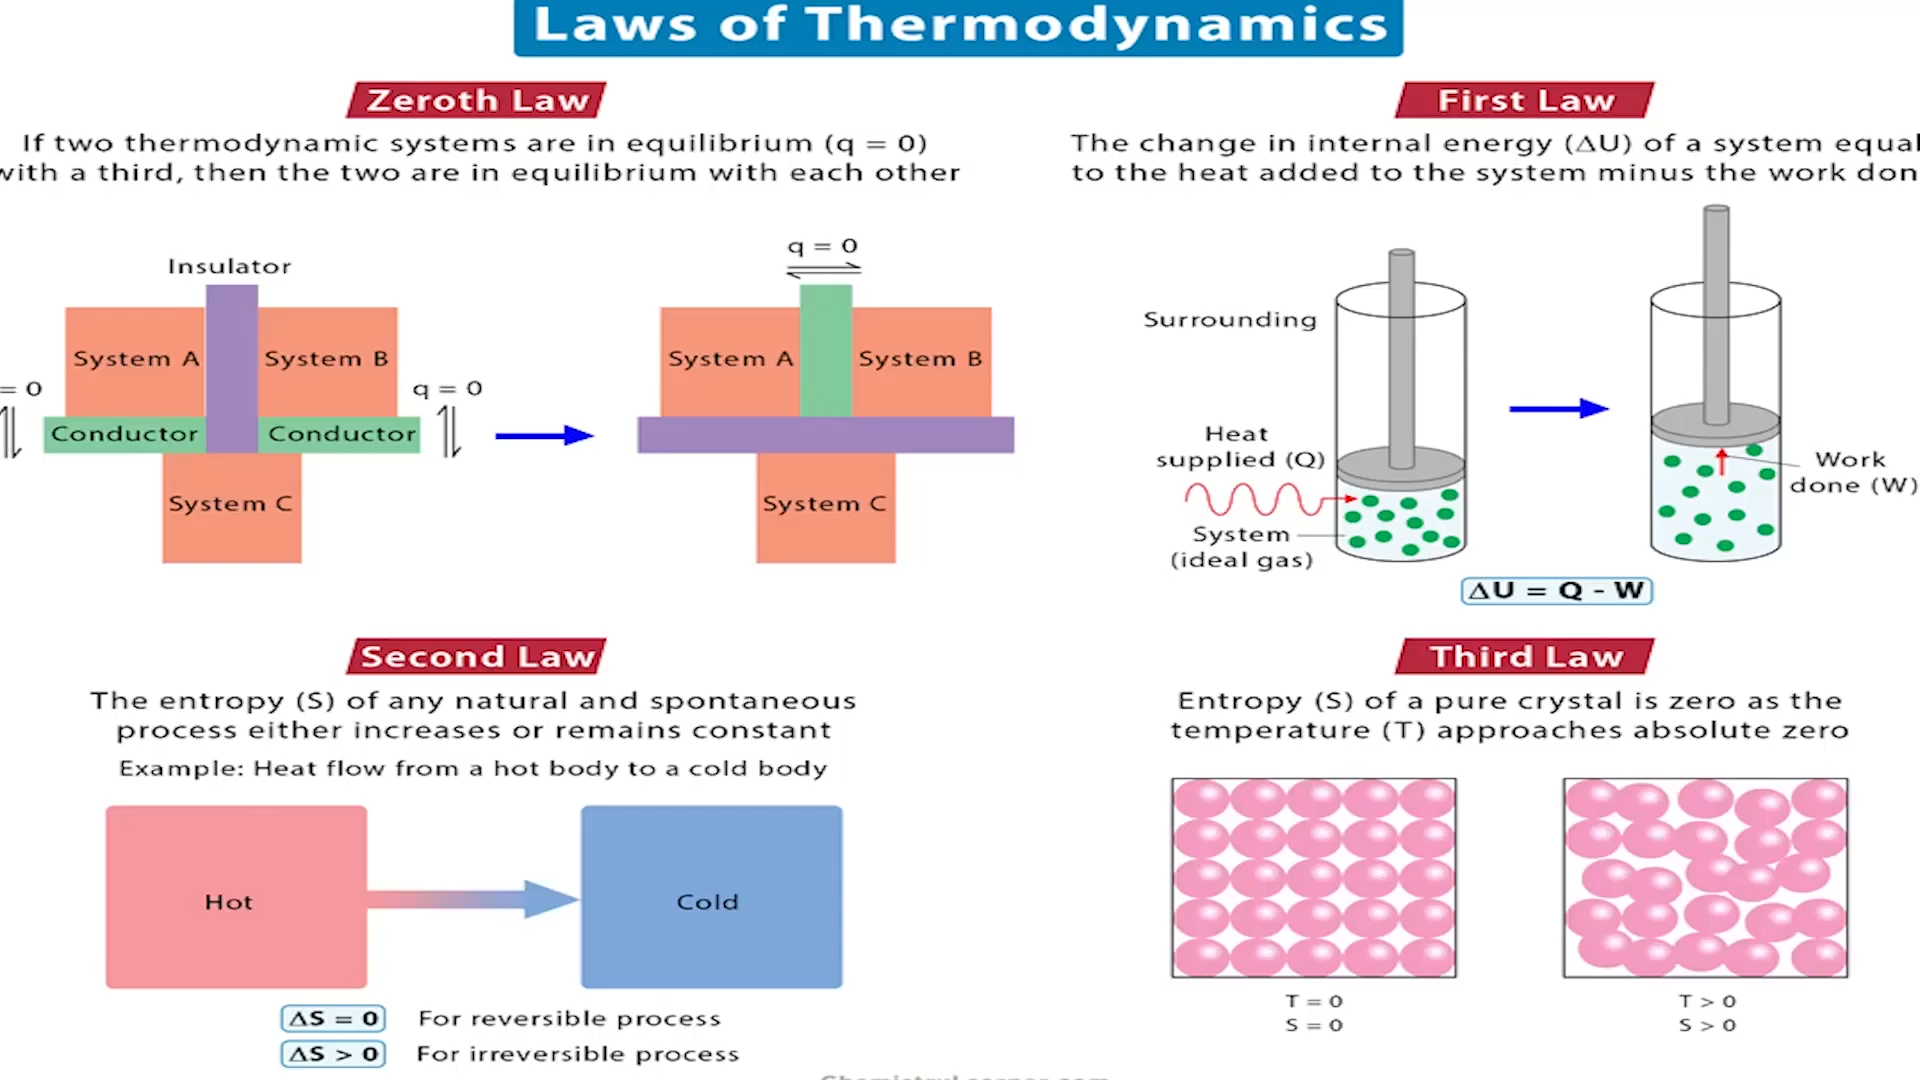 Laws of Thermodynamics
Zeroth Law
If two thermodynamic systems are in equilibrium (q = 0)
with a third, then the two are in equilibrium with each other
Insulator
System A
System B
= 0
q = 0
Conductor
Conductor
System C
q = 0
System A
System B
System C
First Law
The change in internal energy (ΔU) of a system equal
to the heat added to the system minus the work don
Surrounding
Heat
supplied (Q)
System
(ideal gas)
Work
done (W)
ΔU = Q - W
Second Law
The entropy (S) of any natural and spontaneous
process either increases or remains constant
Example: Heat flow from a hot body to a cold body
Hot
Cold
ΔS = 0 For reversible process
ΔS > 0 For irreversible process
Third Law
Entropy (S) of a pure crystal is zero as the
temperature (T) approaches absolute zero
T = 0
S = 0
T > 0
S > 0